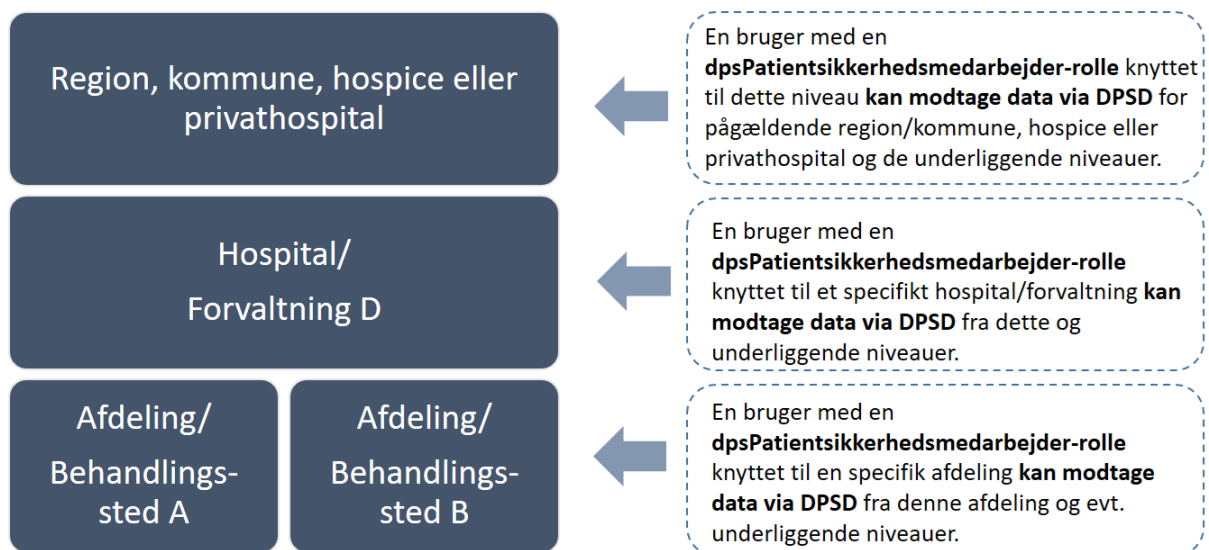 Region, kommune, hospice eller
privathospital
En bruger med en
dpsPatientsikkerhedsmedarbejder-rolle knyttet
til dette niveau kan modtage data via DPSD for
pågældende region/kommune, hospice eller
privathospital og de underliggende niveauer.
Hospital/
Forvaltning D
En bruger med en
dpsPatientsikkerhedsmedarbejder-rolle
knyttet til et specifikt hospital/forvaltning kan
modtage data via DPSD fra dette og
underliggende niveauer.
Afdeling/
Behandlings-
sted A
Afdeling/
Behandlings-
sted B
En bruger med en
dpsPatientsikkerhedsmedarbejder-rolle
knyttet til en specifik afdeling kan modtage
data via DPSD fra denne afdeling og evt.
underliggende niveauer.